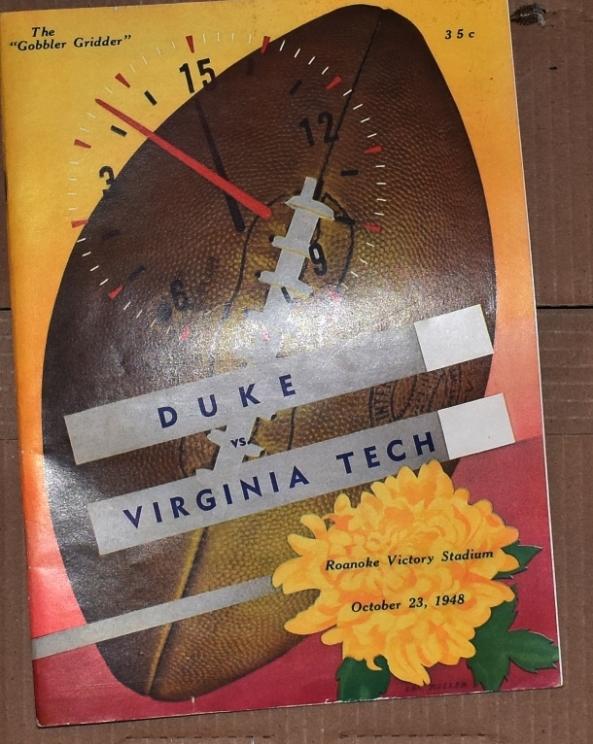 The
"Gobbler Gridder"
35c
15
12
3
9
6
DUKE
VS.
VIRGINIA TECH
Roanoke Victory Stadium
October 23, 1948